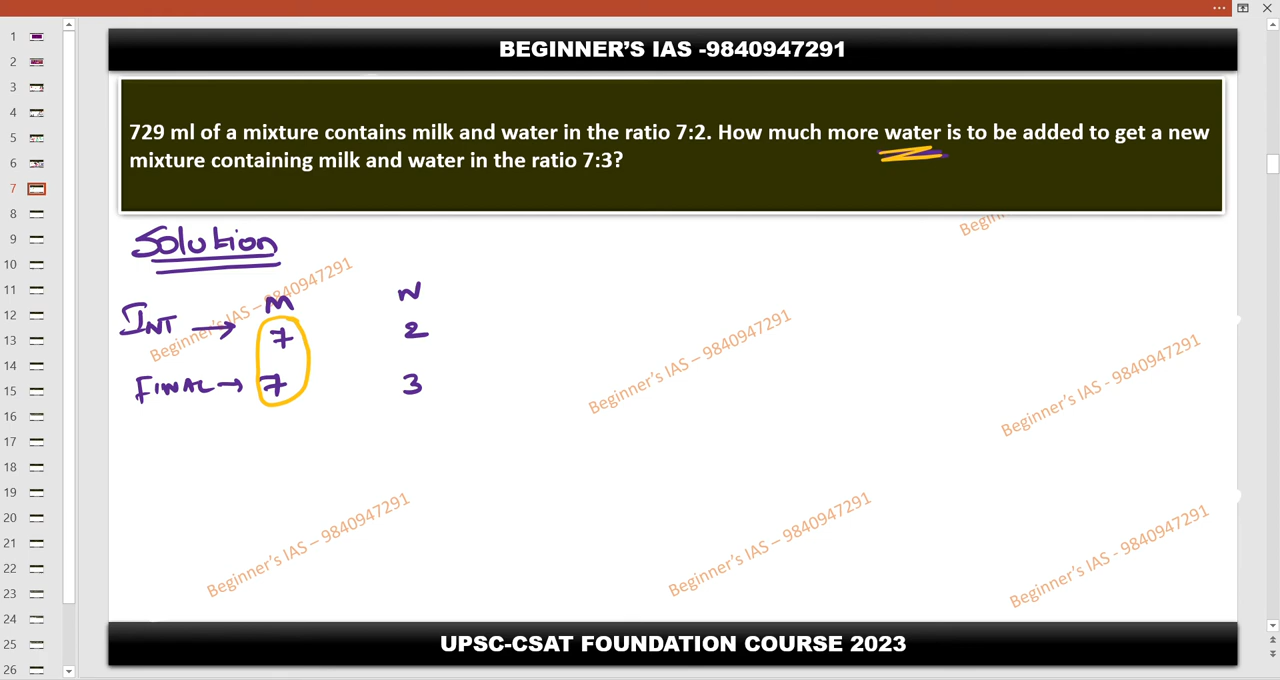 BEGINNER'S IAS -9840947291
729 ml of a mixture contains milk and water in the ratio 7:2. How much more water is to be added to get a new
mixture containing milk and water in the ratio 7:3?
Solution
M W
INT → 7 2
FINAL → 7 3
Beginner's IAS – 9840947291
Beginner's IAS – 9840947291
Beginner's IAS - 9840947291
Beginner's IAS – 9840947291
Beginner's IAS – 9840947291
Beginner's IAS - 9840947291
UPSC-CSAT FOUNDATION COURSE 2023
1
2
3
4
5
6
7
8
9
10
11
12
13
14
15
16
17
18
19
20
21
22
23
24
25
26